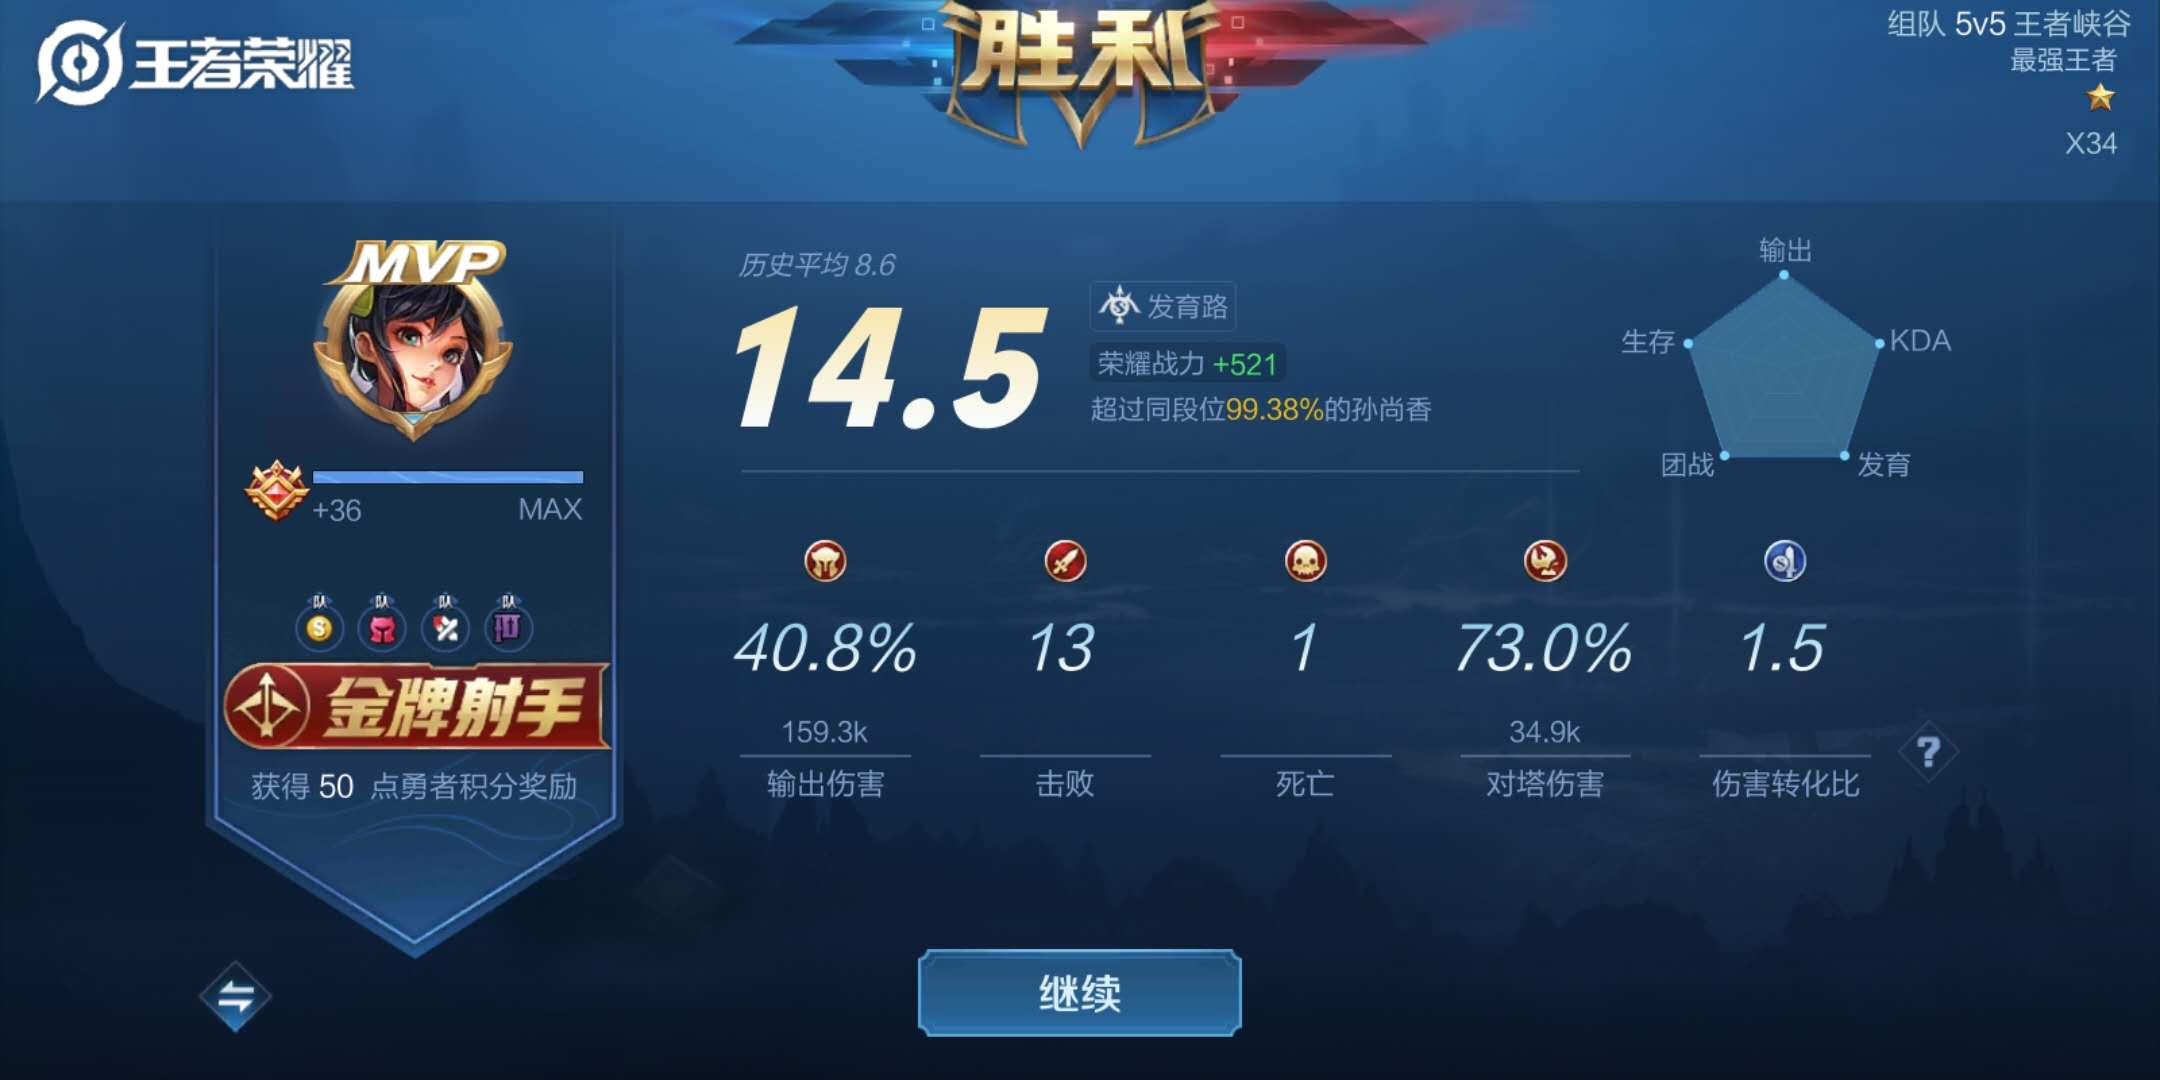 王者荣耀
胜利
组队 5v5 王者峡谷
最强王者
X34
MVP
+36 MAX
队 队 队 队
金牌射手
获得 50 点勇者积分奖励
历史平均 8.6
14.5
发育路
荣耀战力 +521
超过同段位99.38%的孙尚香
输出
生存
KDA
团战
发育
40.8% 13 1 73.0% 1.5
159.3k 34.9k
输出伤害 击败 死亡 对塔伤害 伤害转化比
?
继续